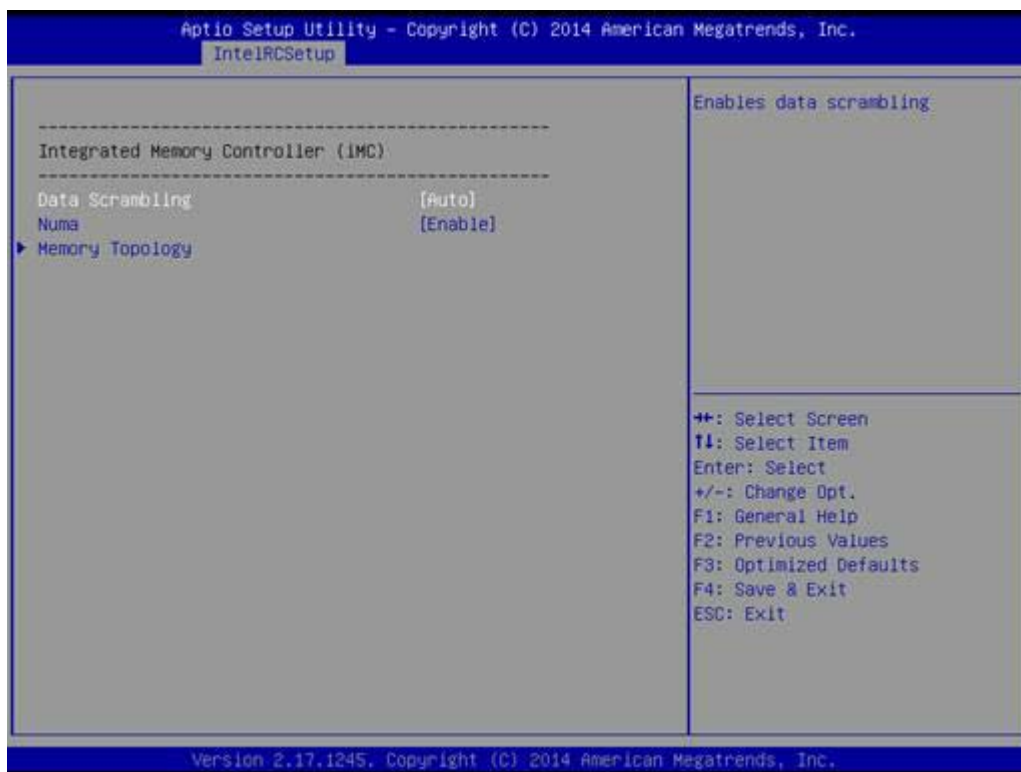 Aptio Setup Utility - Copyright (C) 2014 American Megatrends, Inc.
IntelRCSetup
--------------------------------------------------
Integrated Memory Controller (iMC)
--------------------------------------------------
Data Scrambling [Auto]
Numa [Enable]
Memory Topology
Enables data scrambling
→←: Select Screen
↑↓: Select Item
Enter: Select
+/-: Change Opt.
F1: General Help
F2: Previous Values
F3: Optimized Defaults
F4: Save & Exit
ESC: Exit
Version 2.17.1245. Copyright (C) 2014 American Megatrends, Inc.